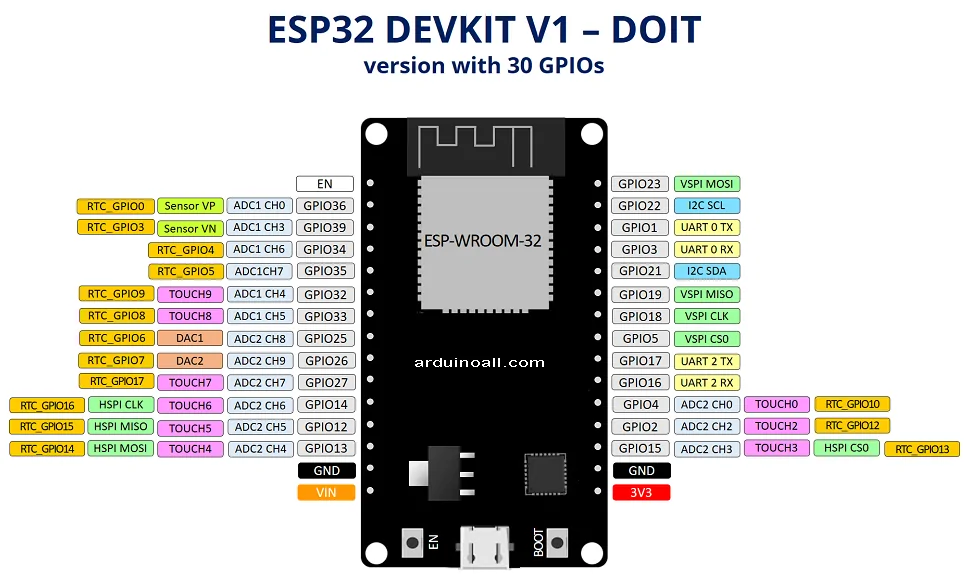 ESP32 DEVKIT V1 – DOIT
version with 30 GPIOs
EN GPIO23 VSPI MOSI
RTC_GPIO0 Sensor VP ADC1 CH0 GPIO36 GPIO22 I2C SCL
RTC_GPIO3 Sensor VN ADC1 CH3 GPIO39 GPIO1 UART 0 TX
RTC_GPIO4 ADC1 CH6 GPIO34 ESP-WROOM-32 GPIO3 UART 0 RX
RTC_GPIO5 ADC1CH7 GPIO35 GPIO21 I2C SDA
RTC_GPIO9 TOUCH9 ADC1 CH4 GPIO32 GPIO19 VSPI MISO
RTC_GPIO8 TOUCH8 ADC1 CH5 GPIO33 GPIO18 VSPI CLK
RTC_GPIO6 DAC1 ADC2 CH8 GPIO25 GPIO5 VSPI CS0
RTC_GPIO7 DAC2 ADC2 CH9 GPIO26 arduinoall.com GPIO17 UART 2 TX
RTC_GPIO17 TOUCH7 ADC2 CH7 GPIO27 GPIO16 UART 2 RX
RTC_GPIO16 HSPI CLK TOUCH6 ADC2 CH6 GPIO14 GPIO4 ADC2 CH0 TOUCH0 RTC_GPIO10
RTC_GPIO15 HSPI MISO TOUCH5 ADC2 CH5 GPIO12 GPIO2 ADC2 CH2 TOUCH2 RTC_GPIO12
RTC_GPIO14 HSPI MOSI TOUCH4 ADC2 CH4 GPIO13 GPIO15 ADC2 CH3 TOUCH3 HSPI CS0 RTC_GPIO13
GND GND
VIN 3V3
EN BOOT